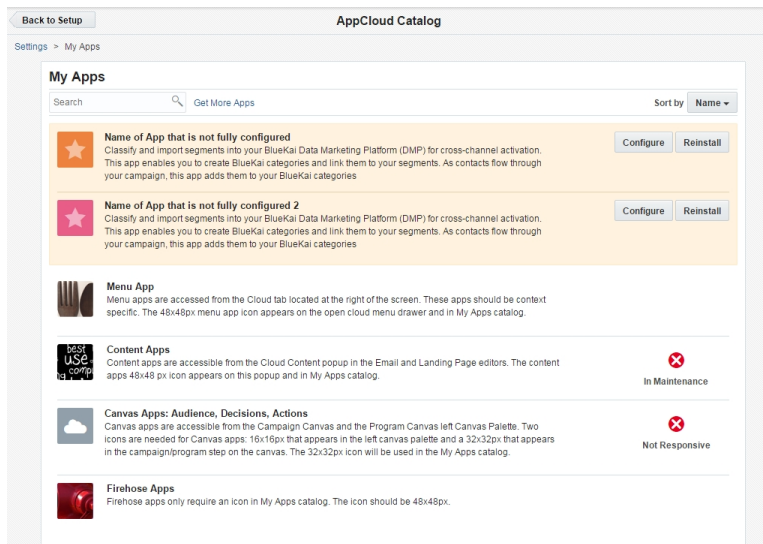 Back to Setup
AppCloud Catalog
Settings > My Apps
My Apps
Search
Get More Apps
Sort by
Name
Name of App that is not fully configured
Classify and import segments into your BlueKai Data Marketing Platform (DMP) for cross-channel activation.
This app enables you to create BlueKai categories and link them to your segments. As contacts flow through
your campaign, this app adds them to your BlueKai categories
Configure
Reinstall
Name of App that is not fully configured 2
Classify and import segments into your BlueKai Data Marketing Platform (DMP) for cross-channel activation.
This app enables you to create BlueKai categories and link them to your segments. As contacts flow through
your campaign, this app adds them to your BlueKai categories
Configure
Reinstall
Menu App
Menu apps are accessed from the Cloud tab located at the right of the screen. These apps should be context
specific. The 48x48px menu app icon appears on the open cloud menu drawer and in My Apps catalog.
best
use
comp
Content Apps
Content apps are accessible from the Cloud Content popup in the Email and Landing Page editors. The content
apps 48x48 px icon appears on this popup and in My Apps catalog.
In Maintenance
Canvas Apps: Audience, Decisions, Actions
Canvas apps are accessible from the Campaign Canvas and the Program Canvas left Canvas Palette. Two
icons are needed for Canvas apps: 16x16px that appears in the left canvas palette and a 32x32px that appears
in the campaign/program step on the canvas. The 32x32px icon will be used in the My Apps catalog.
Not Responsive
Firehose Apps
Firehose apps only require an icon in My Apps catalog. The icon should be 48x48px.